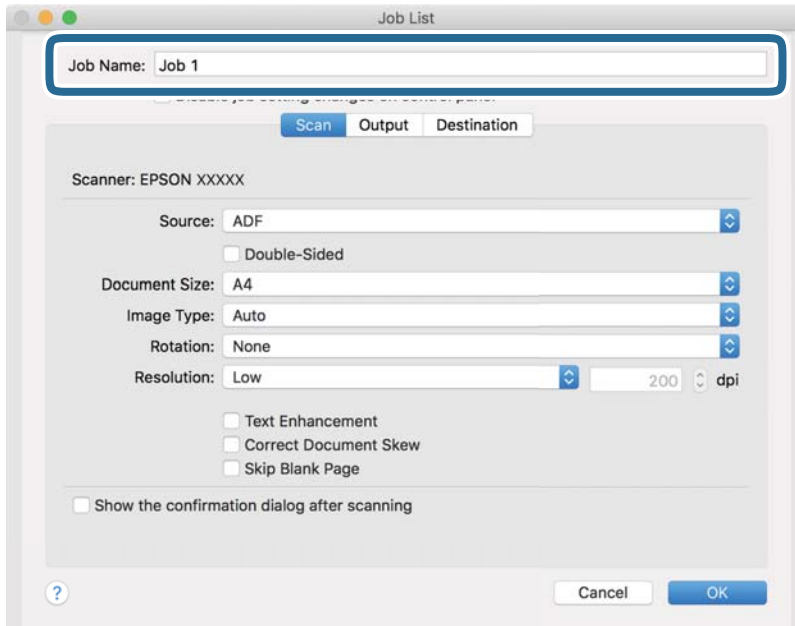 Job List
Job Name: Job 1
Scan Output Destination
Scanner: EPSON XXXXX
Source: ADF
Double-Sided
Document Size: A4
Image Type: Auto
Rotation: None
Resolution: Low 200 dpi
Text Enhancement
Correct Document Skew
Skip Blank Page
Show the confirmation dialog after scanning
? Cancel OK